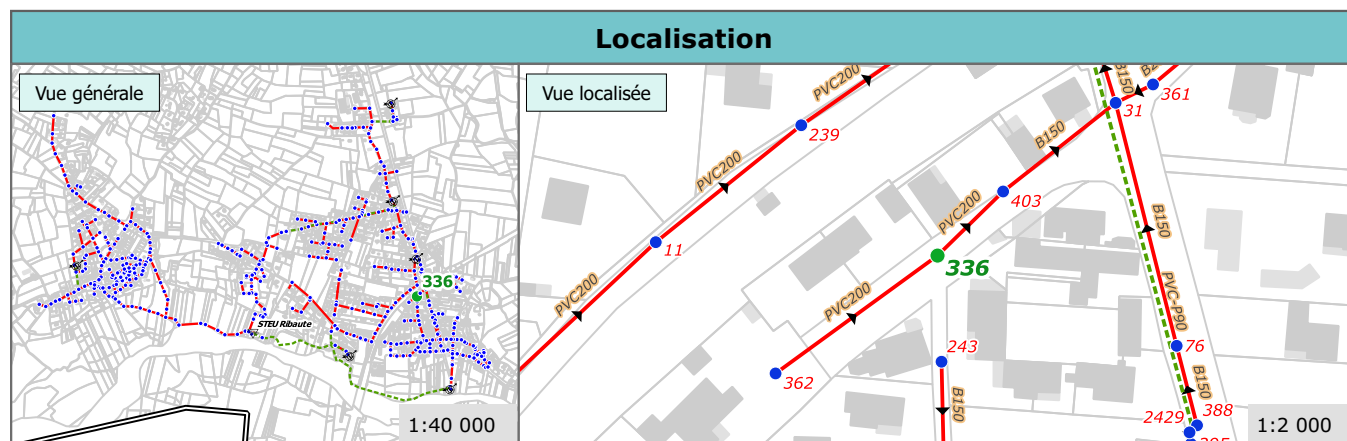 Localisation
Vue générale
336
STEU Ribaute
1:40 000
Vue localisée
PVC200
239
PVC200
11
PVC200
B150
31
361
B150
403
PVC200
336
PVC200
362
243
B150
B150
PVC-P90
76
B150
388
2429
1:2 000